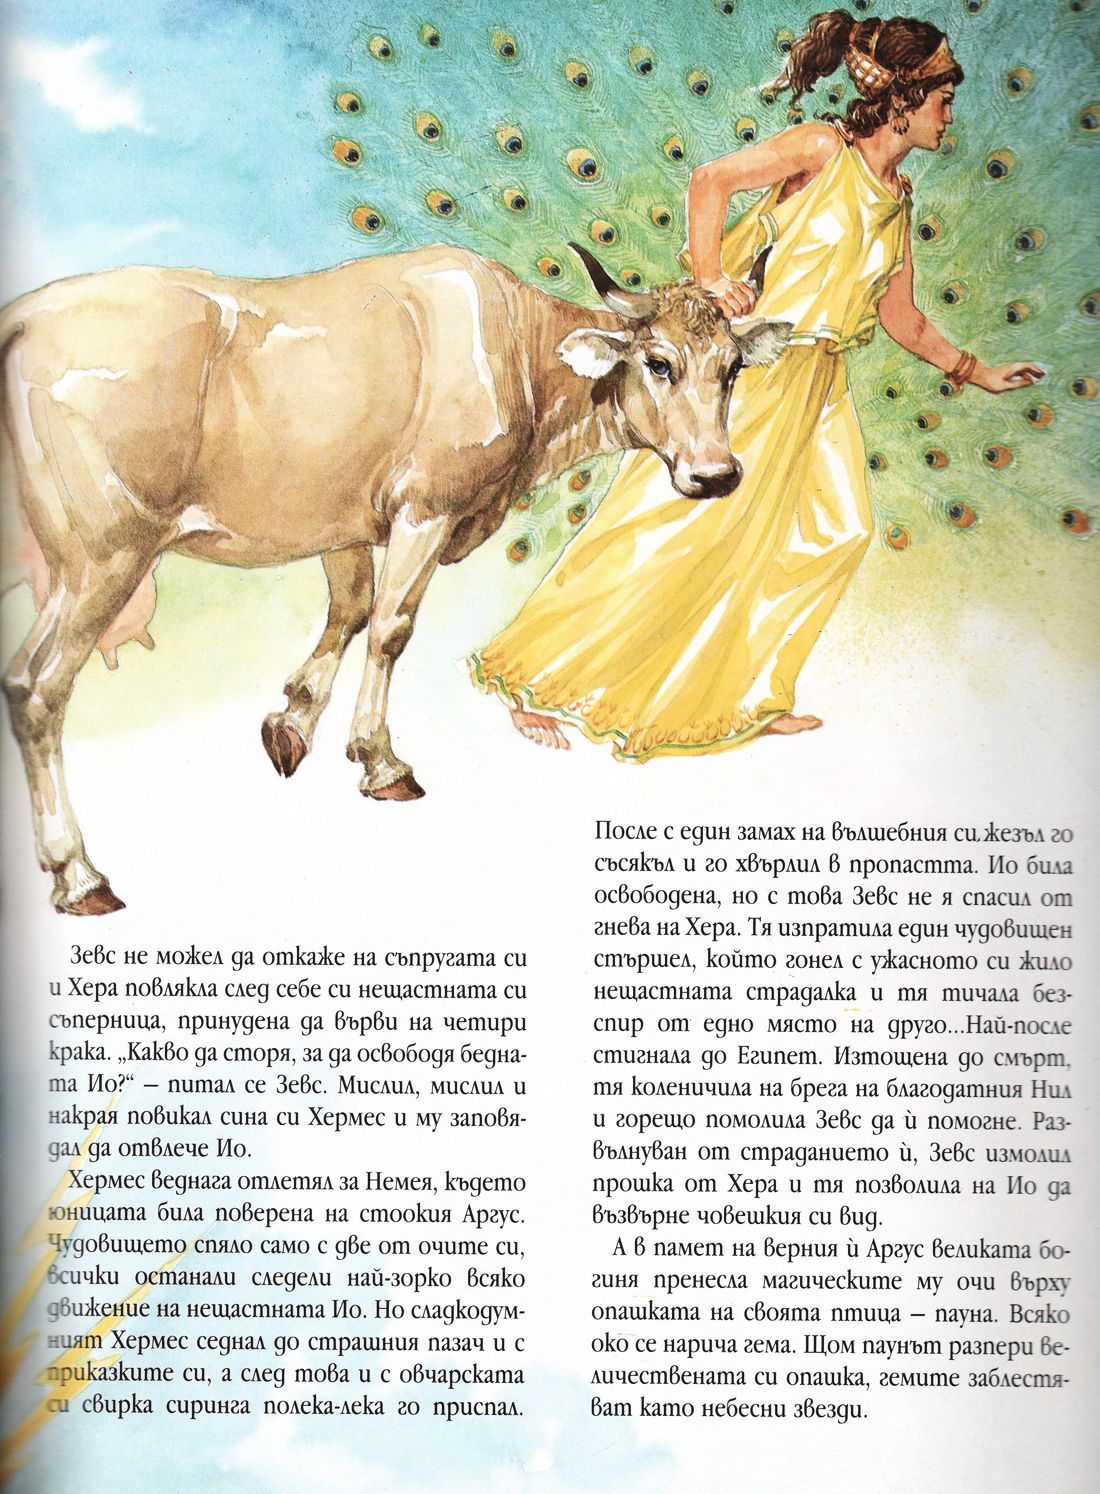 Зевс не можел да откаже на съпругата си
и Хера повлякла след себе си нещастната си
съперница, принудена да върви на четири
крака. „Какво да сторя, за да освободя бедна-
та Ио?“ – питал се Зевс. Мислил, мислил и
накрая повикал сина си Хермес и му заповя-
дал да отвлече Ио.
Хермес веднага отлетял за Немея, където
юницата била поверена на стоокия Аргус.
Чудовището спяло само с две от очите си,
всички останали следели най-зорко всяко
движение на нещастната Ио. Но сладкодум-
ният Хермес седнал до страшния пазач и с
приказките си, а след това и с овчарската
си свирка сиринга полека-лека го приспал.
После с един замах на вълшебния си жезъл го
съсякъл и го хвърлил в пропастта. Ио била
освободена, но с това Зевс не я спасил от
гнева на Хера. Тя изпратила един чудовищен
стършел, който гонел с ужасното си жило
нещастната страдалка и тя тичала без-
спир от едно място на друго...Най-после
стигнала до Египет. Изтощена до смърт,
тя коленичила на брега на благодатния Нил
и горещо помолила Зевс да ѝ помогне. Раз-
вълнуван от страданието ѝ, Зевс измолил
прошка от Хера и тя позволила на Ио да
възвърне човешкия си вид.
А в памет на верния ѝ Аргус великата бо-
гиня пренесла магическите му очи върху
опашката на своята птица – пауна. Всяко
око се нарича гема. Щом паунът разпери ве-
личествената си опашка, гемите заблестя-
ват като небесни звезди.